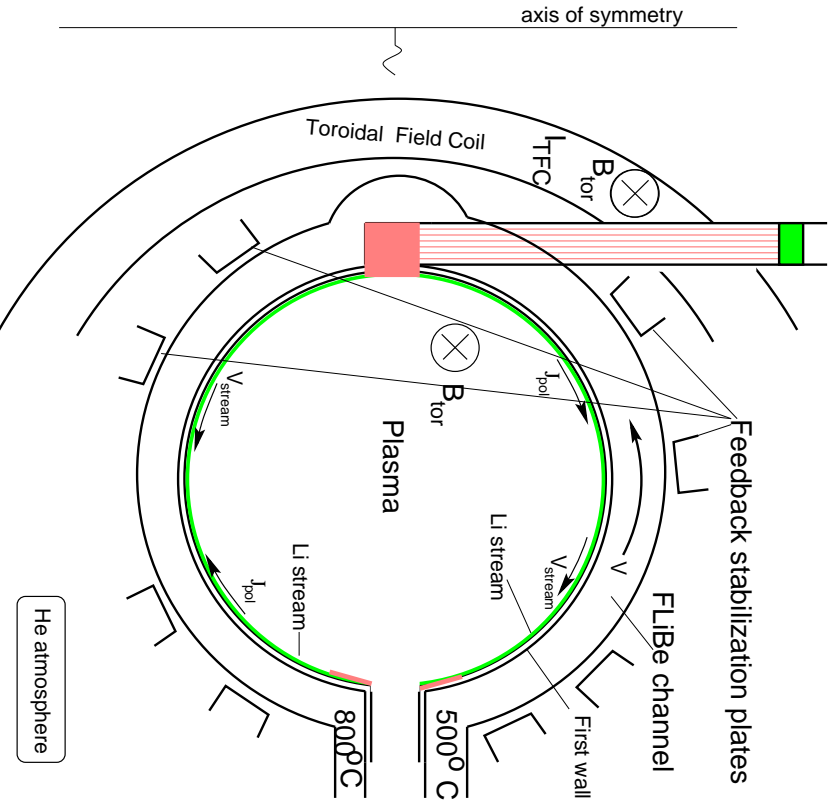 axis of symmetry
Toroidal Field Coil
I TFC
B tor
B tor
J pol
V stream
Plasma
Feedback stabilization plates
Li stream
V stream
V
FLiBe channel
Li stream
J pol
He atmosphere
First wall
800°C
500° C